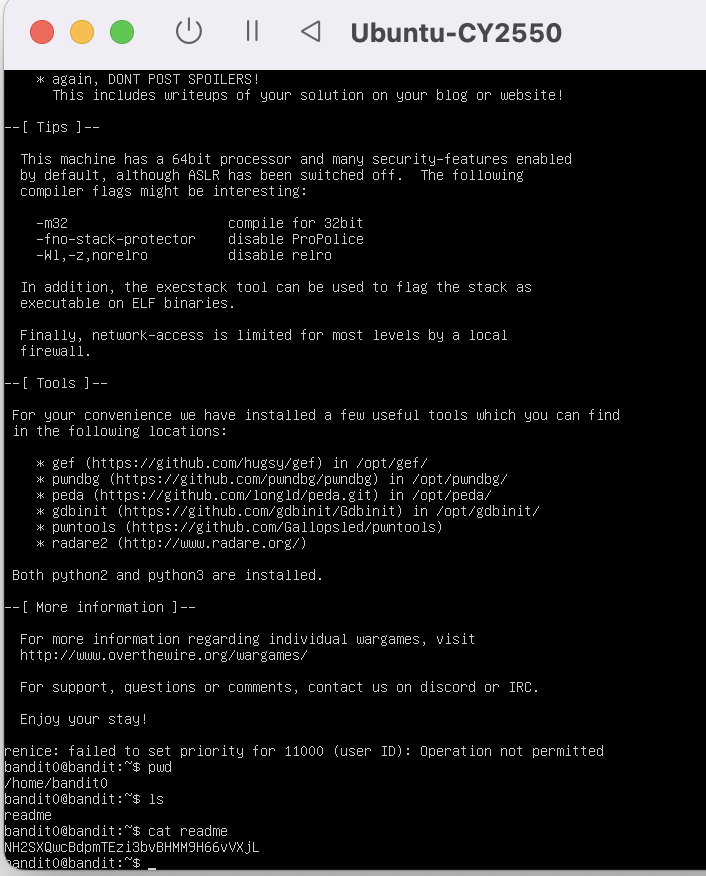 Ubuntu-CY2550
* again, DONT POST SPOILERS!
This includes writeups of your solution on your blog or website!
--[ Tips ]--
This machine has a 64bit processor and many security-features enabled
by default, although ASLR has been switched off.  The following
compiler flags might be interesting:
-m32                    compile for 32bit
-fno-stack-protector    disable ProPolice
-Wl,-z,norelro          disable relro
In addition, the execstack tool can be used to flag the stack as
executable on ELF binaries.
Finally, network-access is limited for most levels by a local
firewall.
--[ Tools ]--
For your convenience we have installed a few useful tools which you can find
in the following locations:
* gef (https://github.com/hugsy/gef) in /opt/gef/
* pwndbg (https://github.com/pwndbg/pwndbg) in /opt/pwndbg/
* peda (https://github.com/longld/peda.git) in /opt/peda/
* gdbinit (https://github.com/gdbinit/Gdbinit) in /opt/gdbinit/
* pwntools (https://github.com/Gallopsled/pwntools)
* radare2 (http://www.radare.org/)
Both python2 and python3 are installed.
--[ More information ]--
For more information regarding individual wargames, visit
http://www.overthewire.org/wargames/
For support, questions or comments, contact us on discord or IRC.
Enjoy your stay!
renice: failed to set priority for 11000 (user ID): Operation not permitted
bandit0@bandit:~$ pwd
/home/bandit0
bandit0@bandit:~$ ls
readme
bandit0@bandit:~$ cat readme
NH2SXQwcBdpmTEzi3bvBHMM9H66vVXjL
bandit0@bandit:~$ _